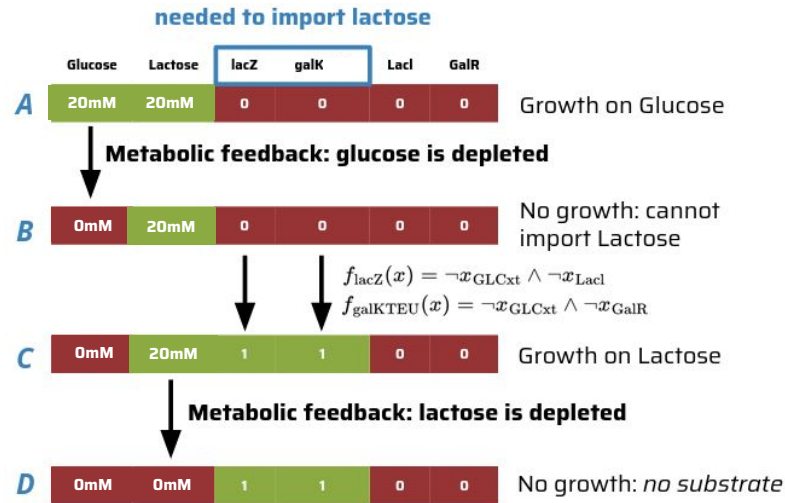 needed to import lactose
Glucose Lactose lacZ galK LacI GalR
A 20mM 20mM 0 0 0 0 Growth on Glucose
Metabolic feedback: glucose is depleted
B 0mM 20mM 0 0 0 0 No growth: cannot
import Lactose
f_lacZ(x) = ¬x_GLCxt ∧ ¬x_LacI
f_galKTEU(x) = ¬x_GLCxt ∧ ¬x_GalR
C 0mM 20mM 1 1 0 0 Growth on Lactose
Metabolic feedback: lactose is depleted
D 0mM 0mM 1 1 0 0 No growth: no substrate